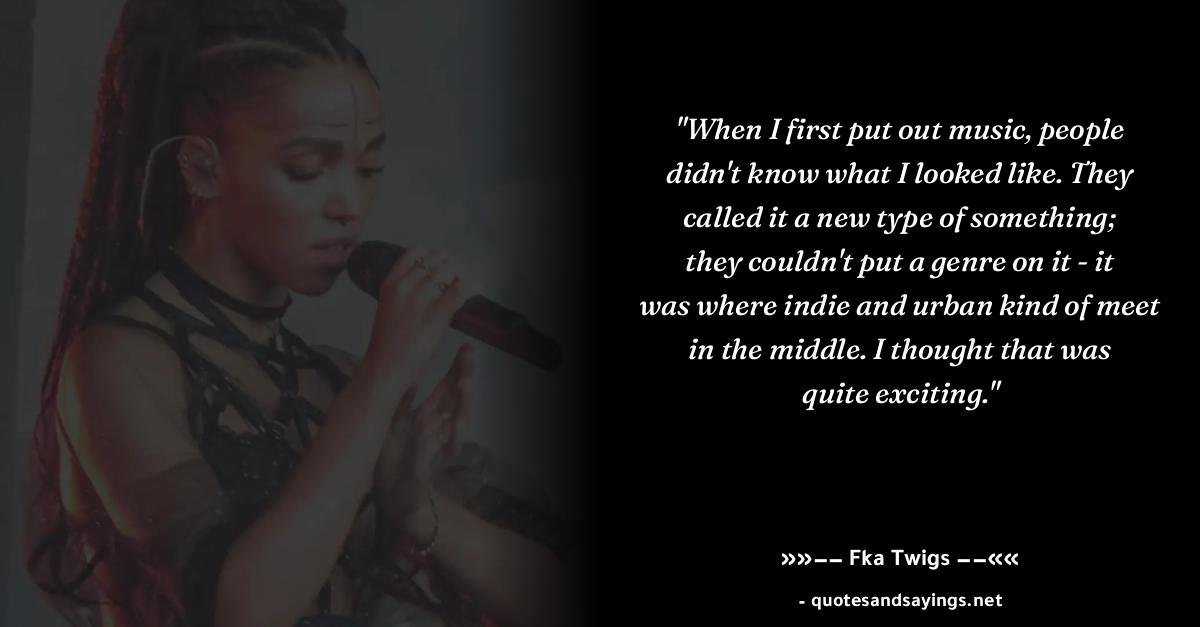 "When I first put out music, people
didn't know what I looked like. They
called it a new type of something;
they couldn't put a genre on it - it
was where indie and urban kind of meet
in the middle. I thought that was
quite exciting."
»»—— Fka Twigs ——««
- quotesandsayings.net